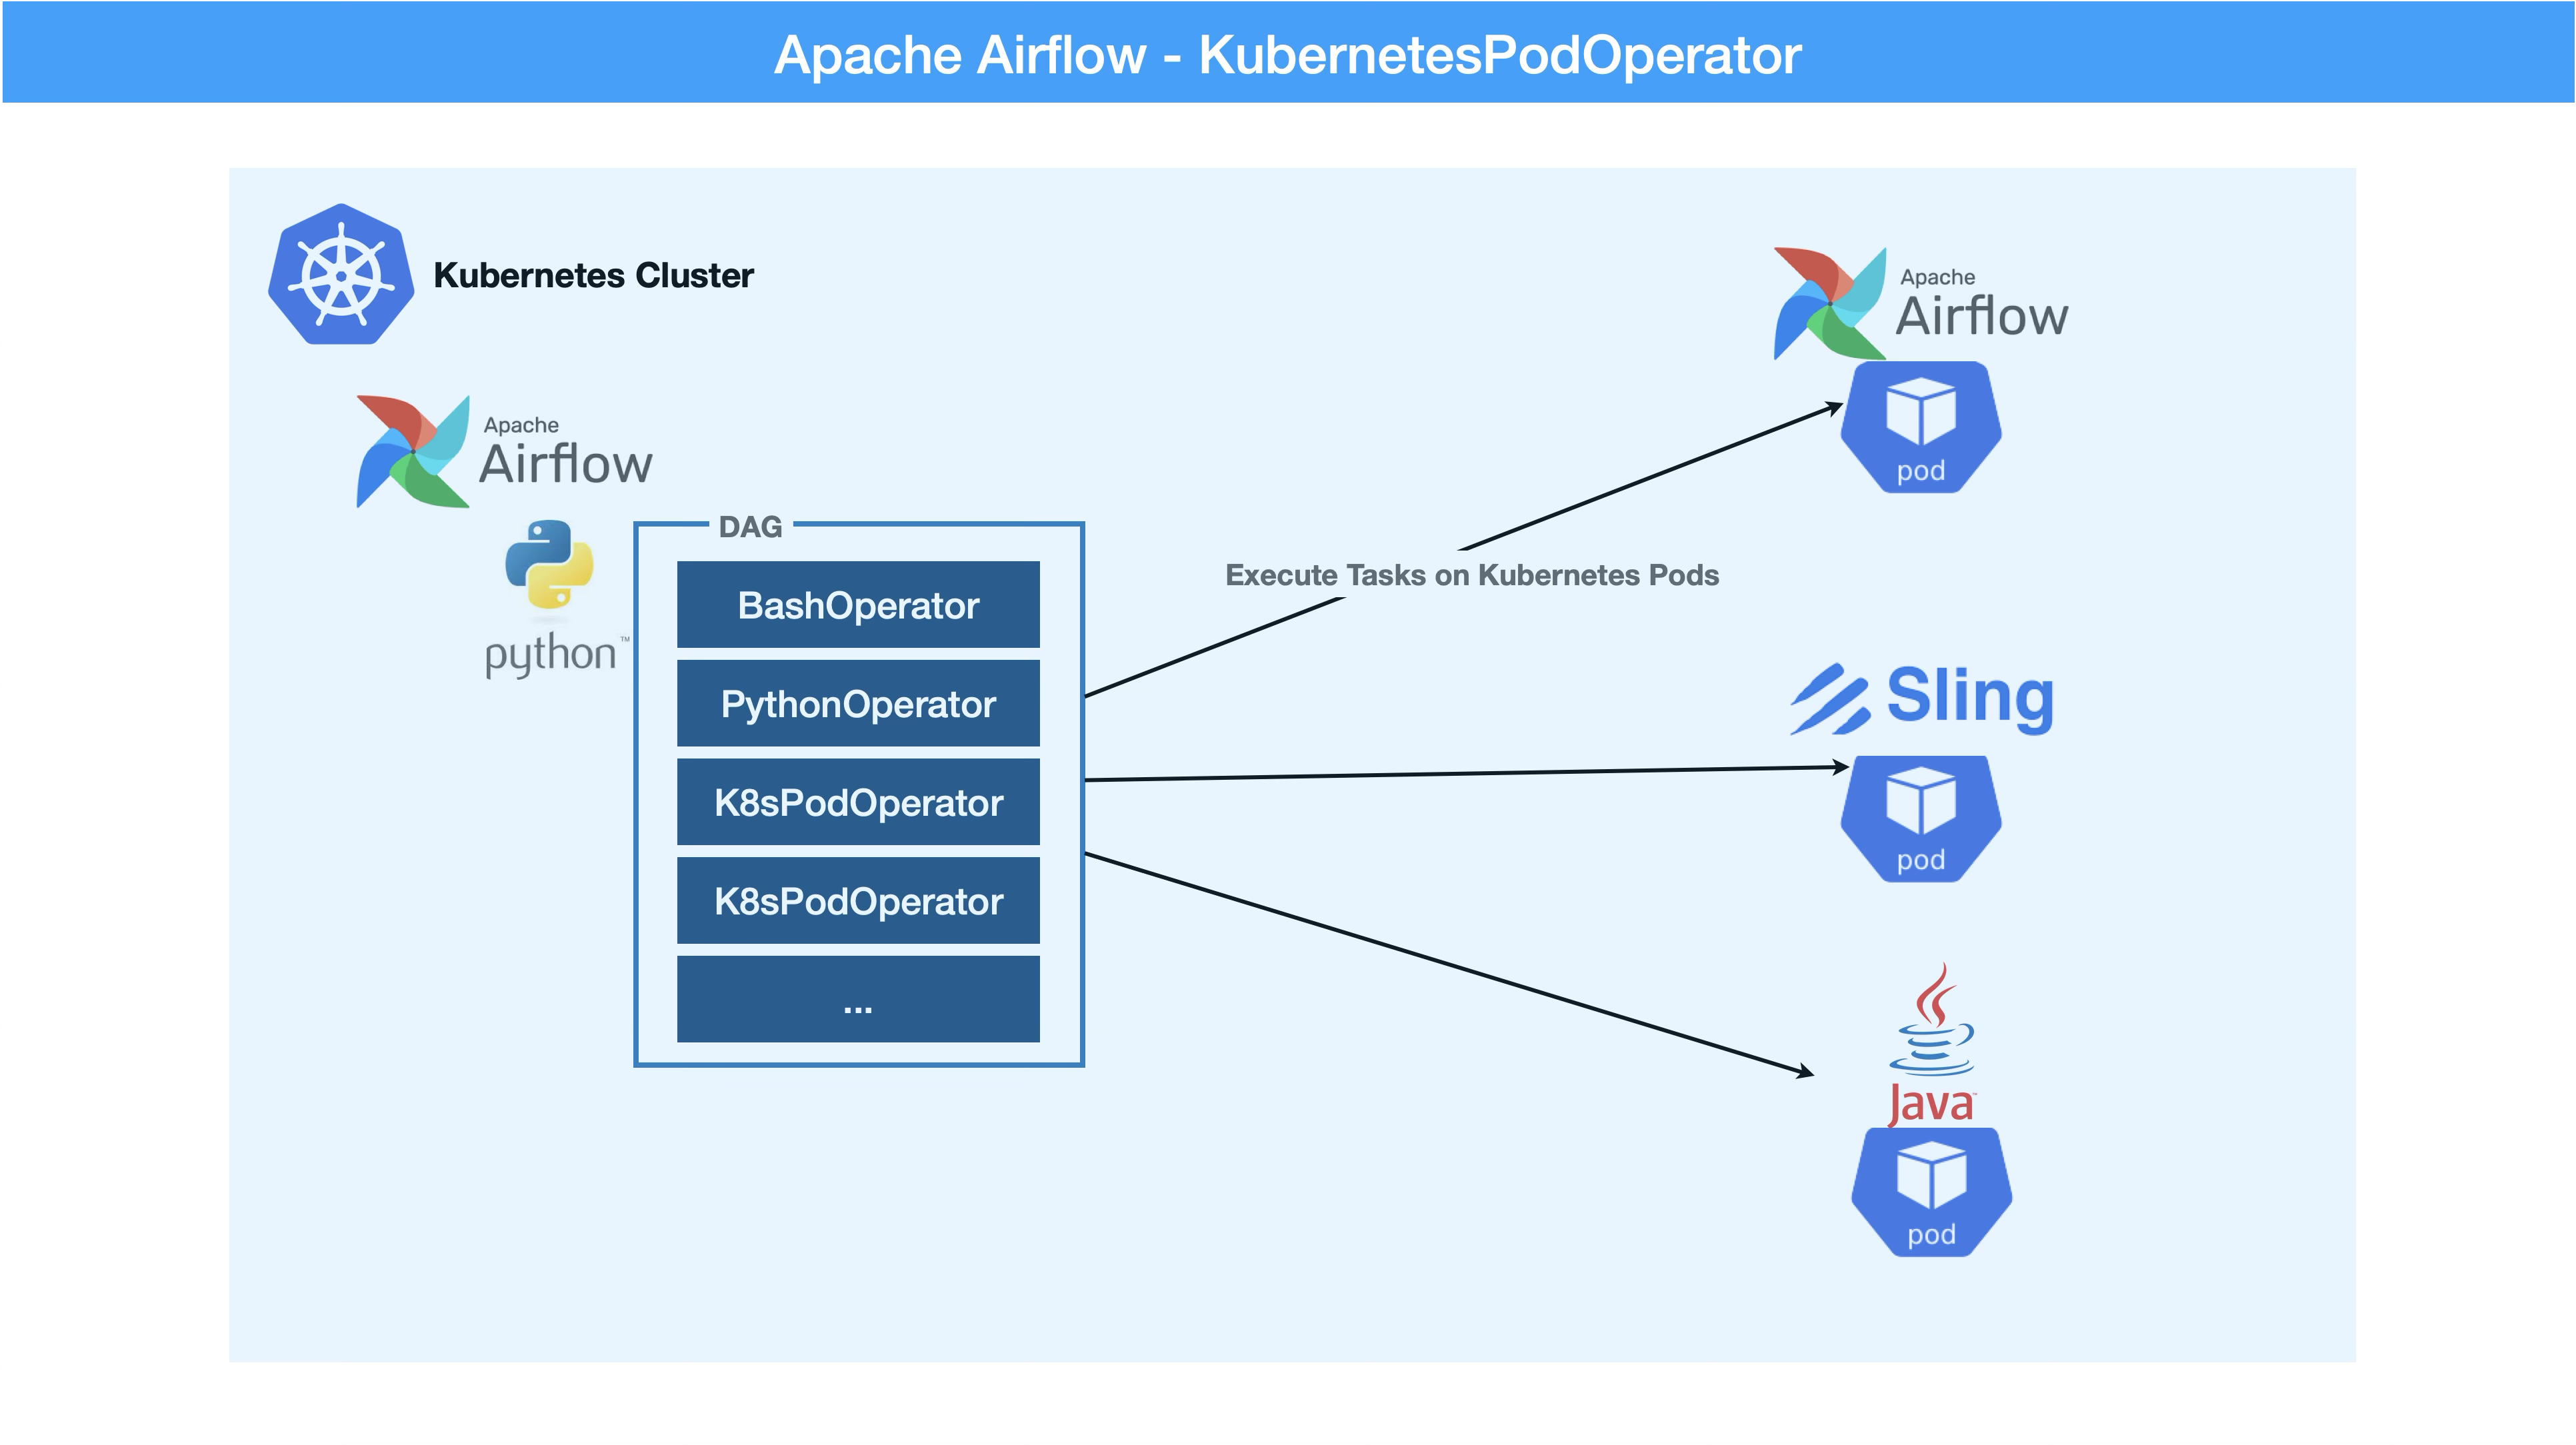 Apache Airflow - KubernetesPodOperator
Kubernetes Cluster
Apache
Airflow
python™
DAG
BashOperator
PythonOperator
K8sPodOperator
K8sPodOperator
...
Execute Tasks on Kubernetes Pods
Apache
Airflow
pod
Sling
pod
Java™
pod